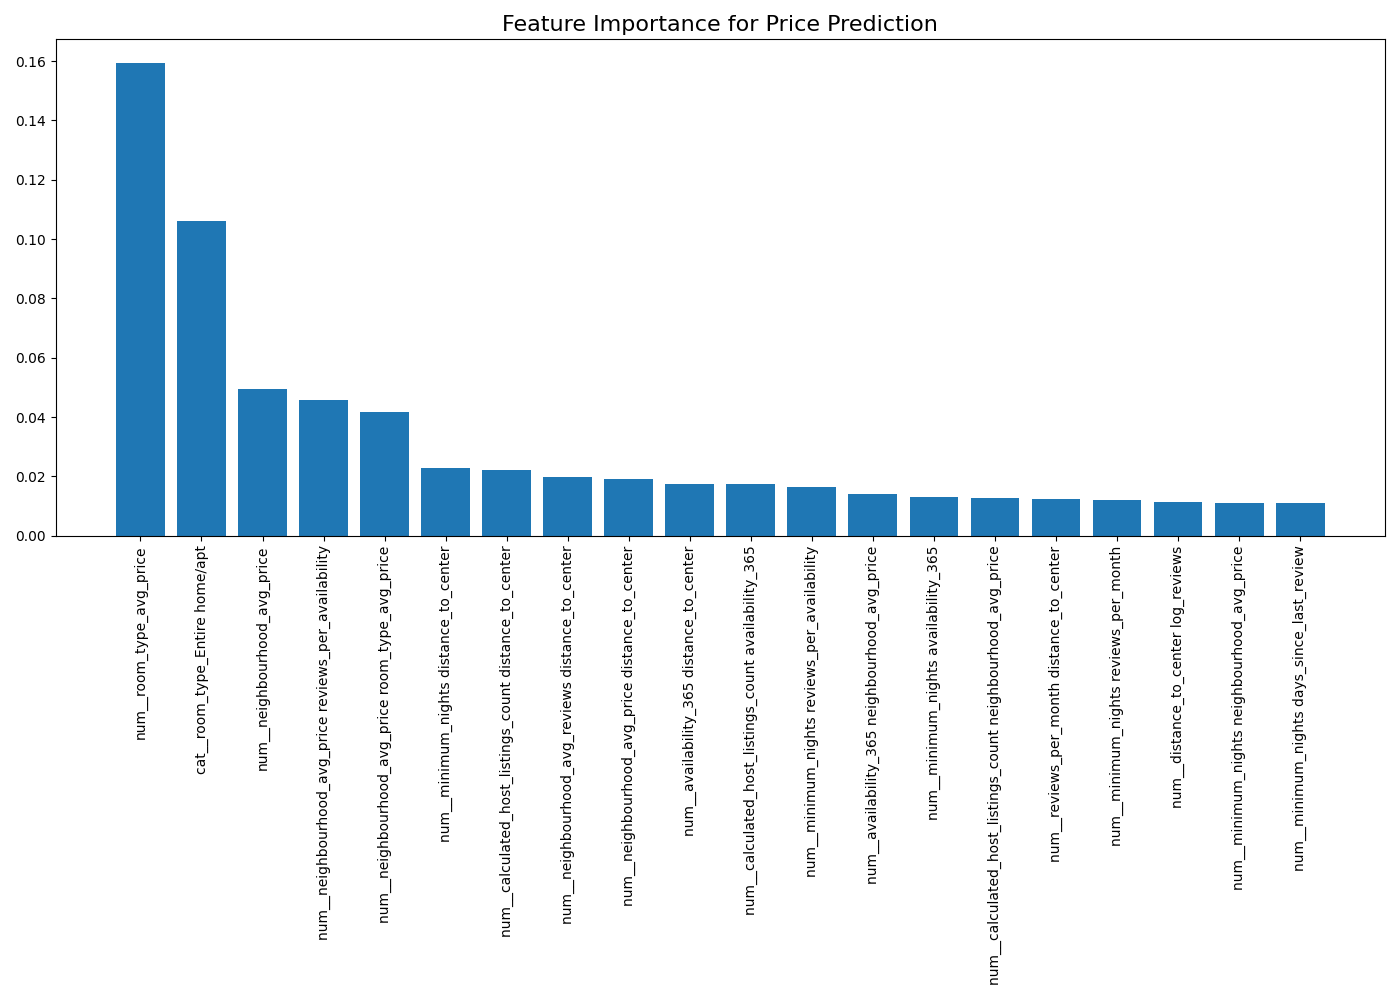 Feature Importance for Price Prediction
0.16
0.14
0.12
0.10
0.08
0.06
0.04
0.02
0.00
num__room_type_avg_price
cat__room_type_Entire home/apt
num__neighbourhood_avg_price
num__neighbourhood_avg_price reviews_per_availability
num__neighbourhood_avg_price room_type_avg_price
num__minimum_nights distance_to_center
num__calculated_host_listings_count distance_to_center
num__neighbourhood_avg_reviews distance_to_center
num__neighbourhood_avg_price distance_to_center
num__availability_365 distance_to_center
num__calculated_host_listings_count availability_365
num__minimum_nights reviews_per_availability
num__availability_365 neighbourhood_avg_price
num__minimum_nights availability_365
num__calculated_host_listings_count neighbourhood_avg_price
num__reviews_per_month distance_to_center
num__minimum_nights reviews_per_month
num__distance_to_center log_reviews
num__minimum_nights neighbourhood_avg_price
num__minimum_nights days_since_last_review